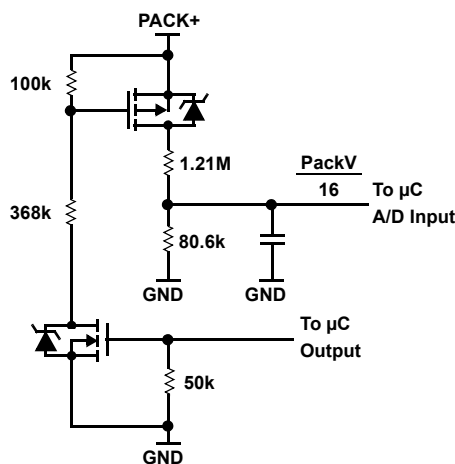 PACK+
100k
1.21M
PackV
16
To µC
A/D Input
368k
80.6k
GND
GND
To µC
Output
50k
GND